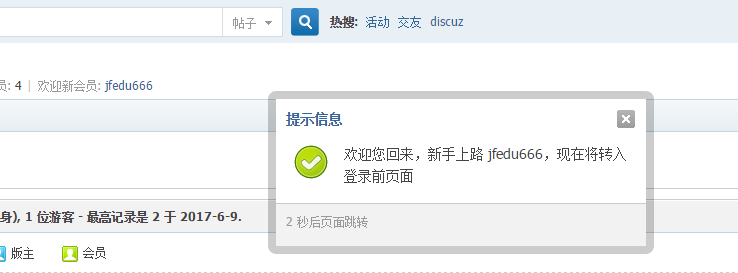 帖子 热搜: 活动 交友 discuz
员: 4 | 欢迎新会员: jfedu666
提示信息
欢迎您回来，新手上路 jfedu666，现在将转入
登录前页面
2 秒后页面跳转
身), 1 位游客 - 最高记录是 2 于 2017-6-9.
版主 会员